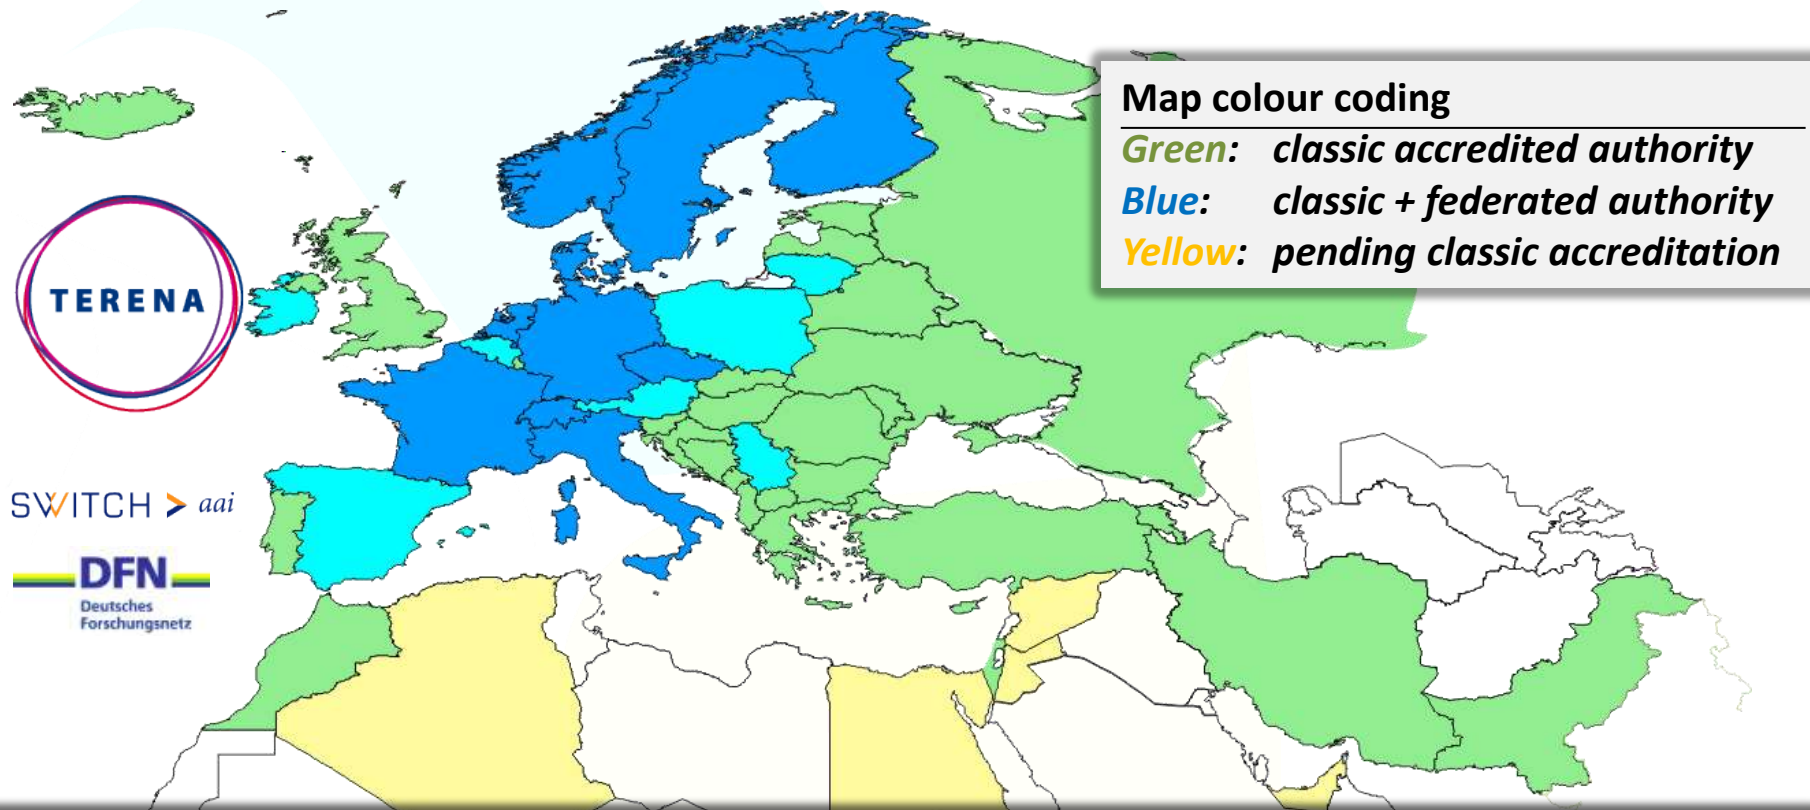 Map colour coding
Green: classic accredited authority
Blue: classic + federated authority
Yellow: pending classic accreditation
TERENA
SWITCH > aai
DFN
Deutsches
Forschungsnetz